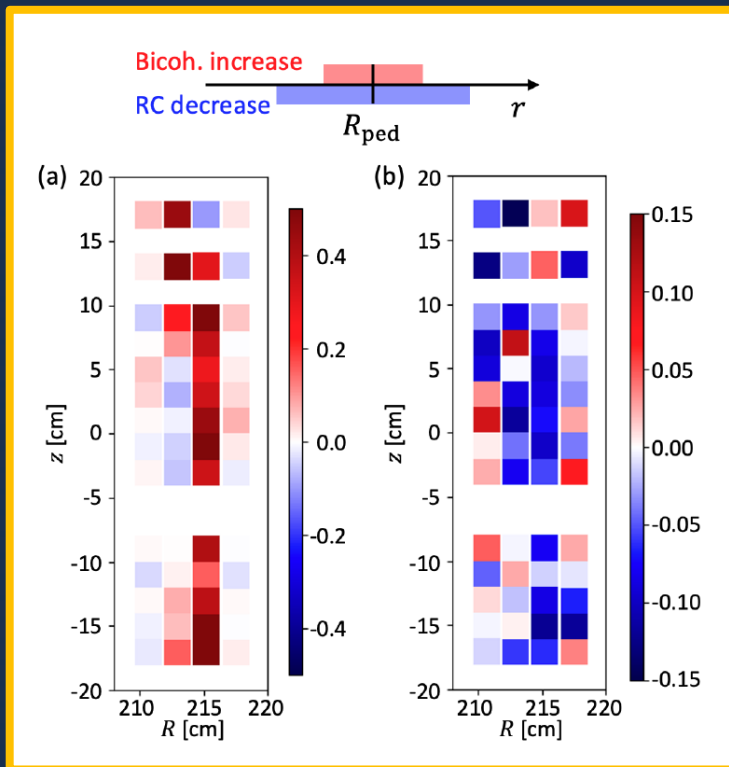 Bicoh. increase
RC decrease
r
R_ped
(a)
20
15
10
5
0
-5
-10
-15
-20
z [cm]
210 215 220
R [cm]
0.4
0.2
0.0
-0.2
-0.4
(b)
20
15
10
5
0
-5
-10
-15
-20
z [cm]
210 215 220
R [cm]
0.15
0.10
0.05
0.00
-0.05
-0.10
-0.15